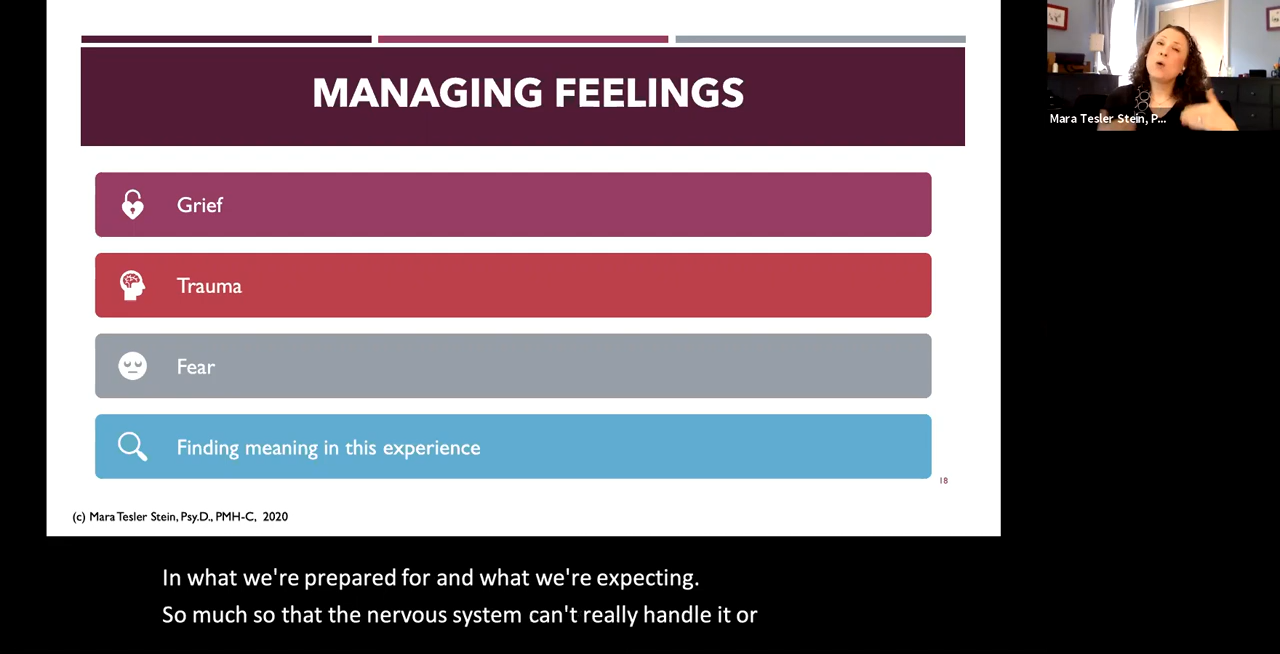 MANAGING FEELINGS
Grief
Trauma
Fear
Finding meaning in this experience
18
(c) Mara Tesler Stein, Psy.D., PMH-C, 2020
Mara Tesler Stein, P...
In what we're prepared for and what we're expecting.
So much so that the nervous system can't really handle it or